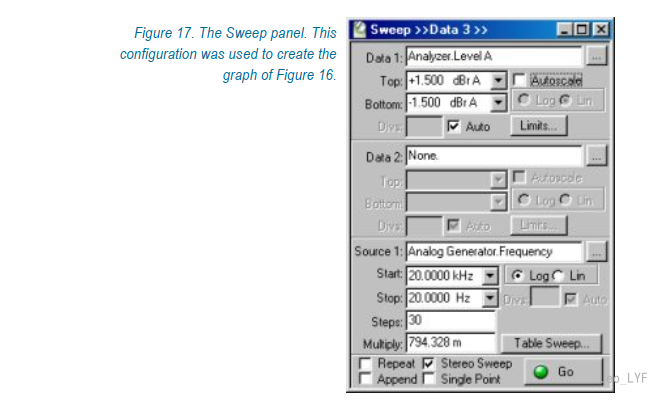 Figure 17. The Sweep panel. This
configuration was used to create the
graph of Figure 16.
Sweep >>Data 3 >>
Data 1: Analyzer.Level A ...
Top: +1.500 dBr A Autoscale
Bottom: -1.500 dBr A Log Lin
Divs: Auto Limits...
Data 2: None. ...
Top: Autoscale
Bottom: Log Lin
Divs: Auto Limits...
Source 1: Analog Generator.Frequency ...
Start: 20.0000 kHz Log Lin
Stop: 20.0000 Hz Divs: Auto
Steps: 30
Multiply: 794.328 m Table Sweep...
Repeat Stereo Sweep
Append Single Point
Go